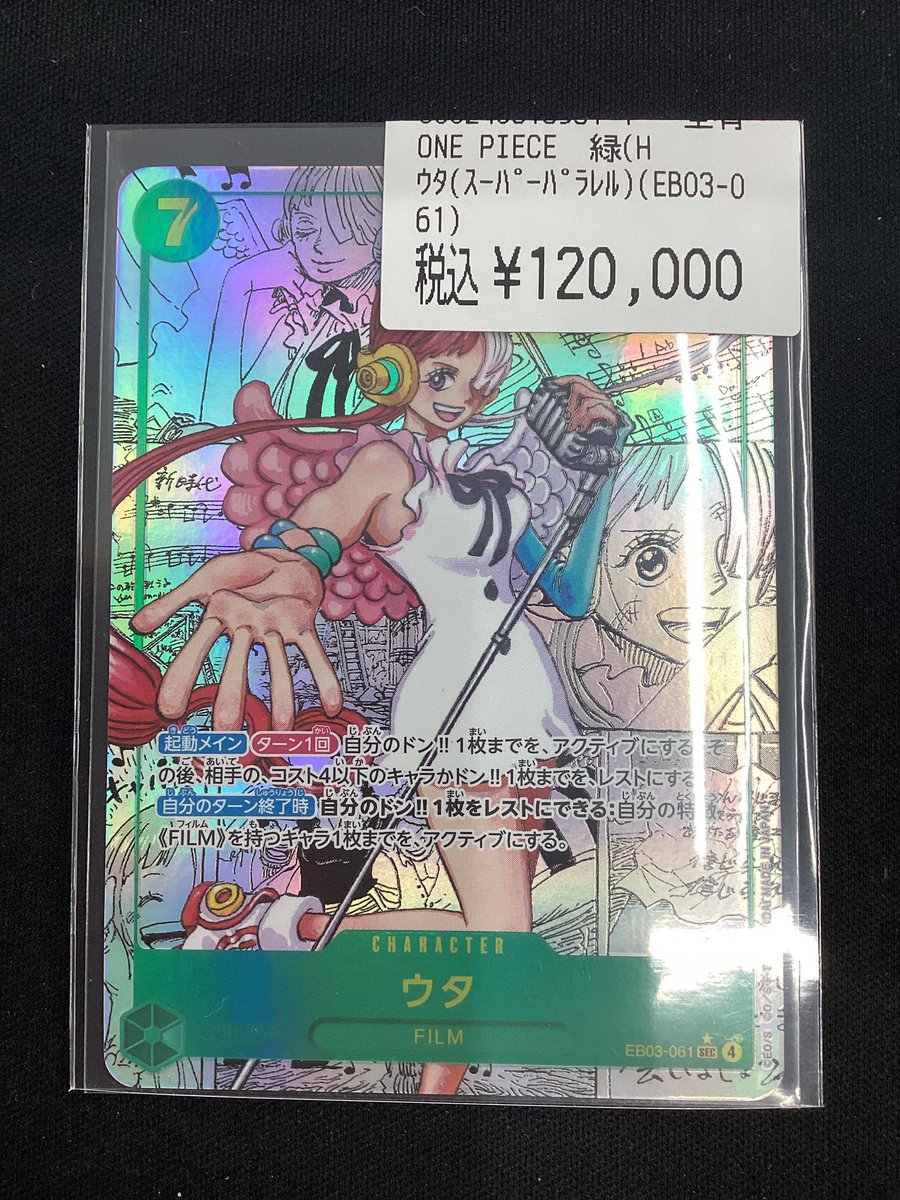 ONE PIECE 緑(H
ウタ(スーパーパラレル)(EB03-0
61)
税込 ¥120,000
7
新時代
起動メイン ターン1回 自分のドン!!1枚までを、アクティブにする。そ
の後、相手の、コスト4以下のキャラかドン!!1枚までを、レストにする。
自分のターン終了時 自分のドン!!1枚をレストにできる:自分の特徴
《FILM》を持つキャラ1枚までを、アクティブにする。
CHARACTER
ウタ
FILM
EB03-061 SEC 4
MADE IN JAPAN